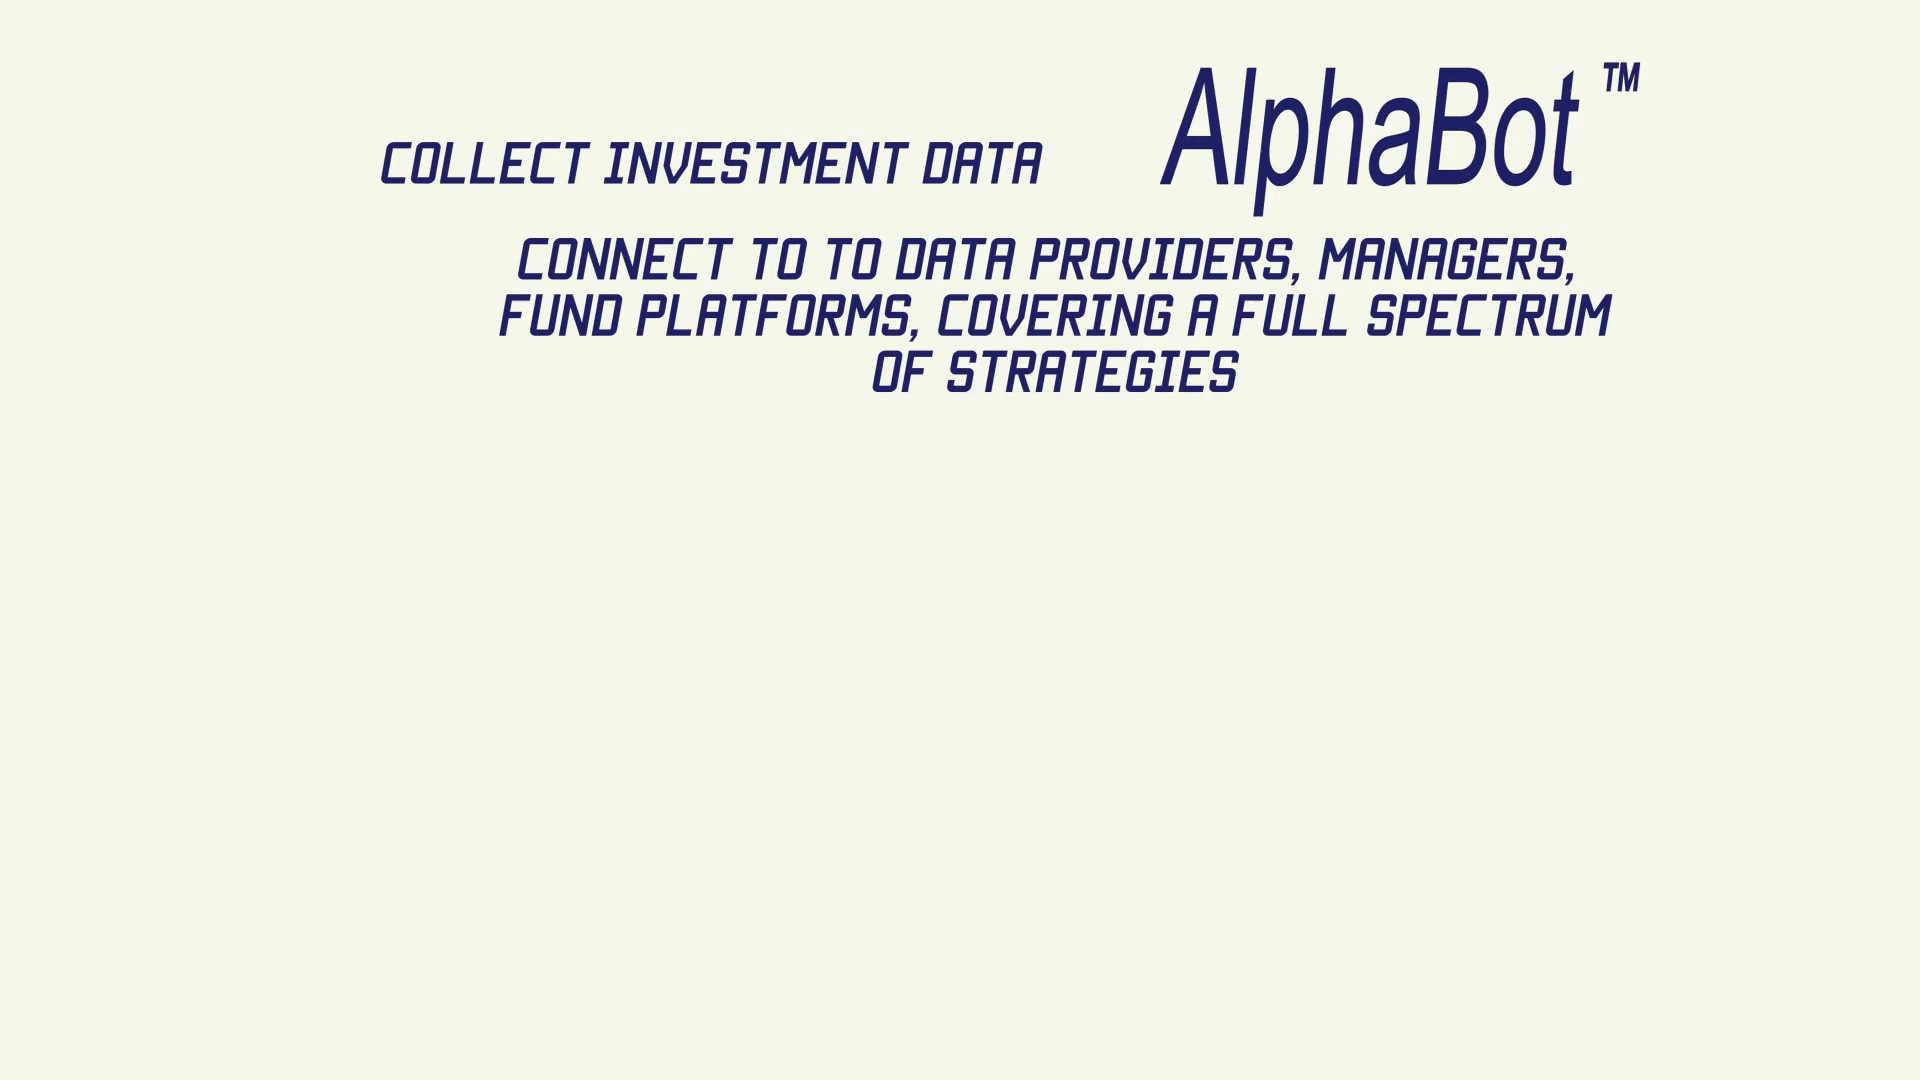 COLLECT INVESTMENT DATA AlphaBot ™
CONNECT TO TO DATA PROVIDERS, MANAGERS,
FUND PLATFORMS, COVERING A FULL SPECTRUM
OF STRATEGIES